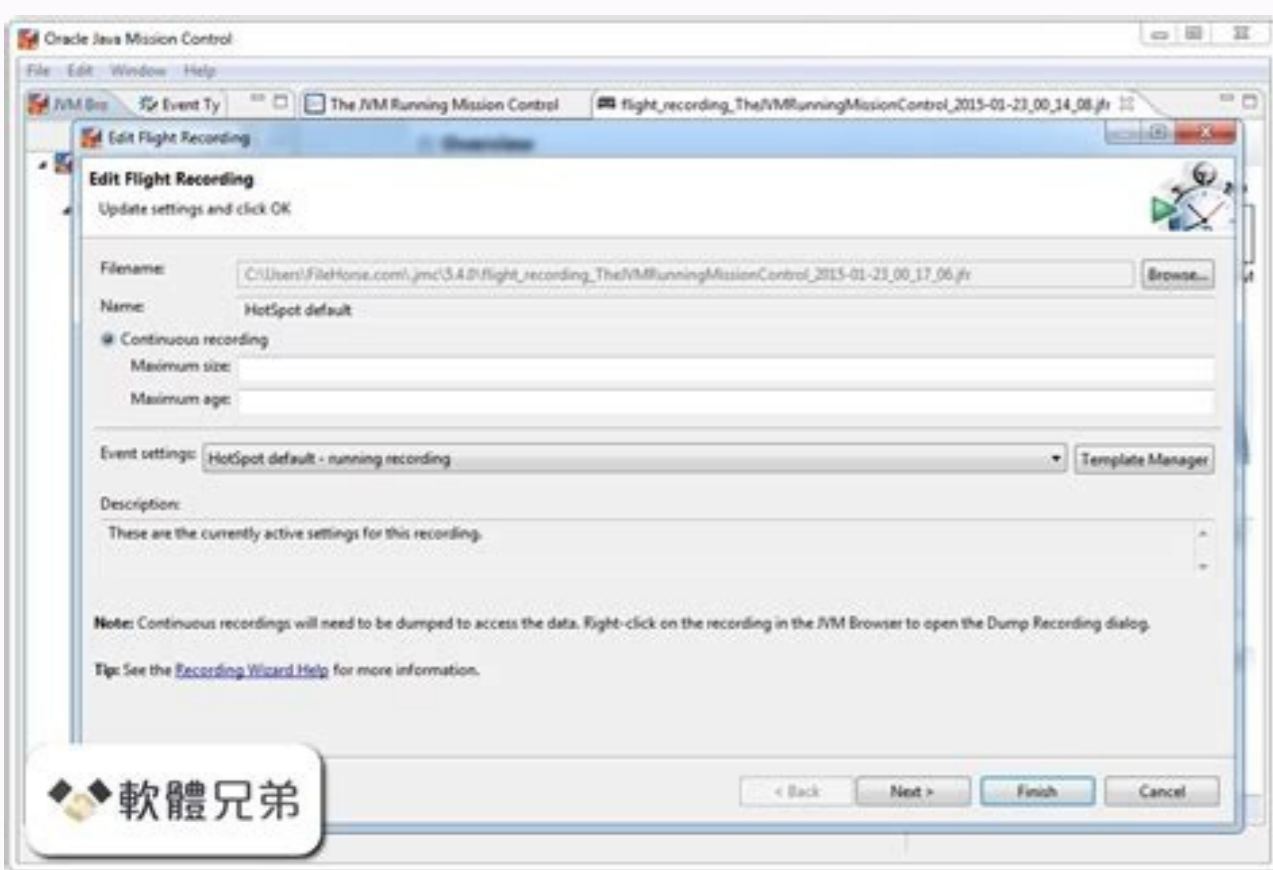 Oracle Java Mission Control
File Edit Window Help
JVM Bro Event Ty The JVM Running Mission Control flight_recording_TheJVMRunningMissionControl_2015-01-23_00_14_08.jfr
Edit Flight Recording
Overview
Edit Flight Recording
Update settings and click OK
Filename: C:\Users\FileHorse.com\.jmc\5.4.0\flight_recording_TheJVMRunningMissionControl_2015-01-23_00_17_06.jfr Browse...
Name: HotSpot default
Continuous recording
Maximum size:
Maximum age:
Event settings: HotSpot default - running recording Template Manager
Description:
These are the currently active settings for this recording.
Note: Continuous recordings will need to be dumped to access the data. Right-click on the recording in the JVM Browser to open the Dump Recording dialog.
Tip: See the Recording Wizard Help for more information.
< Back Next > Finish Cancel
軟體兄弟